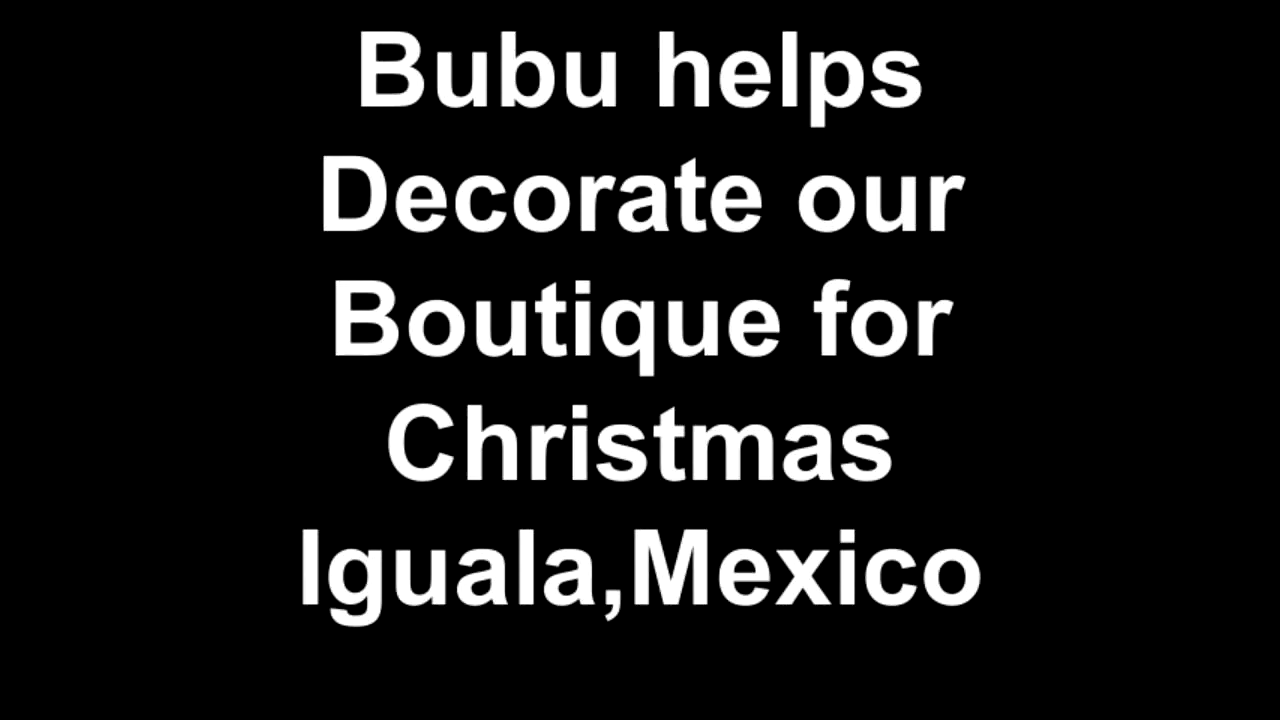 Bubu helps
Decorate our
Boutique for
Christmas
Iguala,Mexico